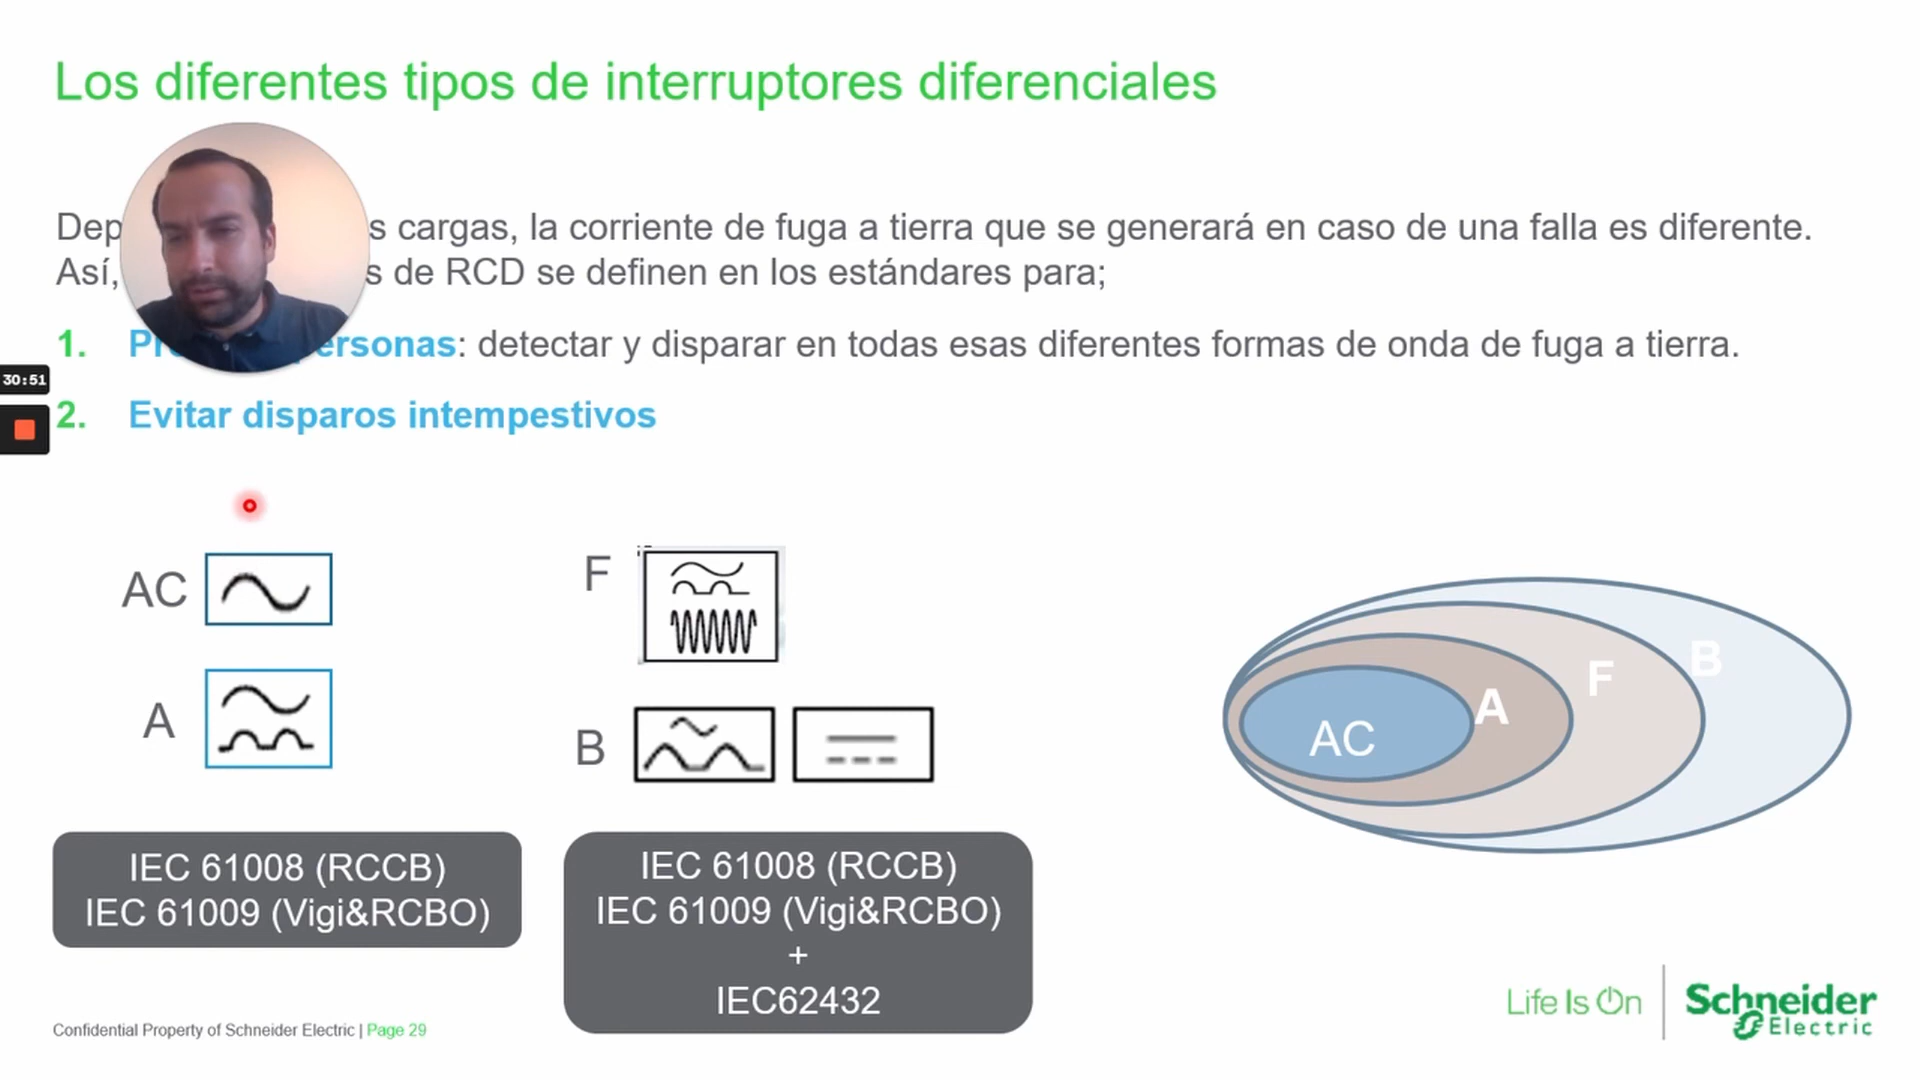 Los diferentes tipos de interruptores diferenciales
cargas, la corriente de fuga a tierra que se generará en caso de una falla es diferente.
Así, de RCD se definen en los estándares para;
1. : detectar y disparar en todas esas diferentes formas de onda de fuga a tierra.
30:51
2. Evitar disparos intempestivos
AC
F
A
B
AC
A
F
B
IEC 61008 (RCCB)
IEC 61009 (Vigi&RCBO)
IEC 61008 (RCCB)
IEC 61009 (Vigi&RCBO)
+
IEC62432
Confidential Property of Schneider Electric | Page 29
Life Is On
Schneider
Electric